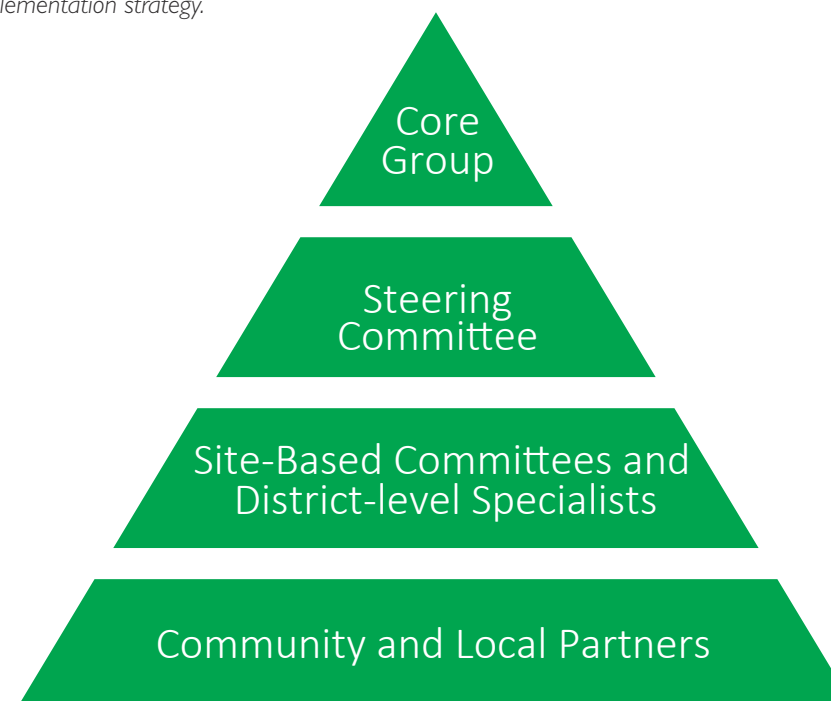 lementation strategy.
Core
Group
Steering
Committee
Site-Based Committees and
District-level Specialists
Community and Local Partners